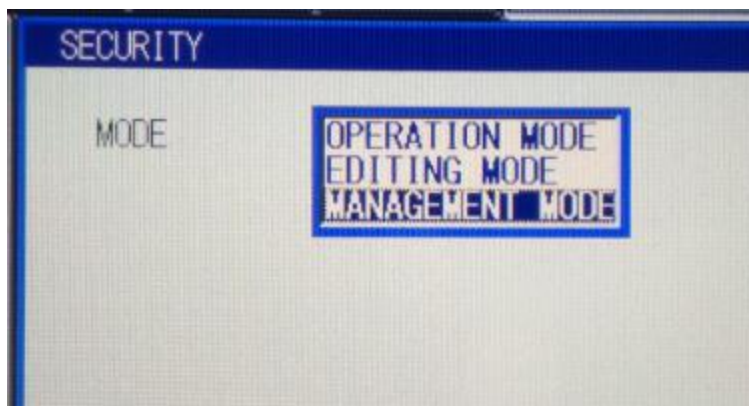 SECURITY
MODE
OPERATION MODE
EDITING MODE
MANAGEMENT MODE